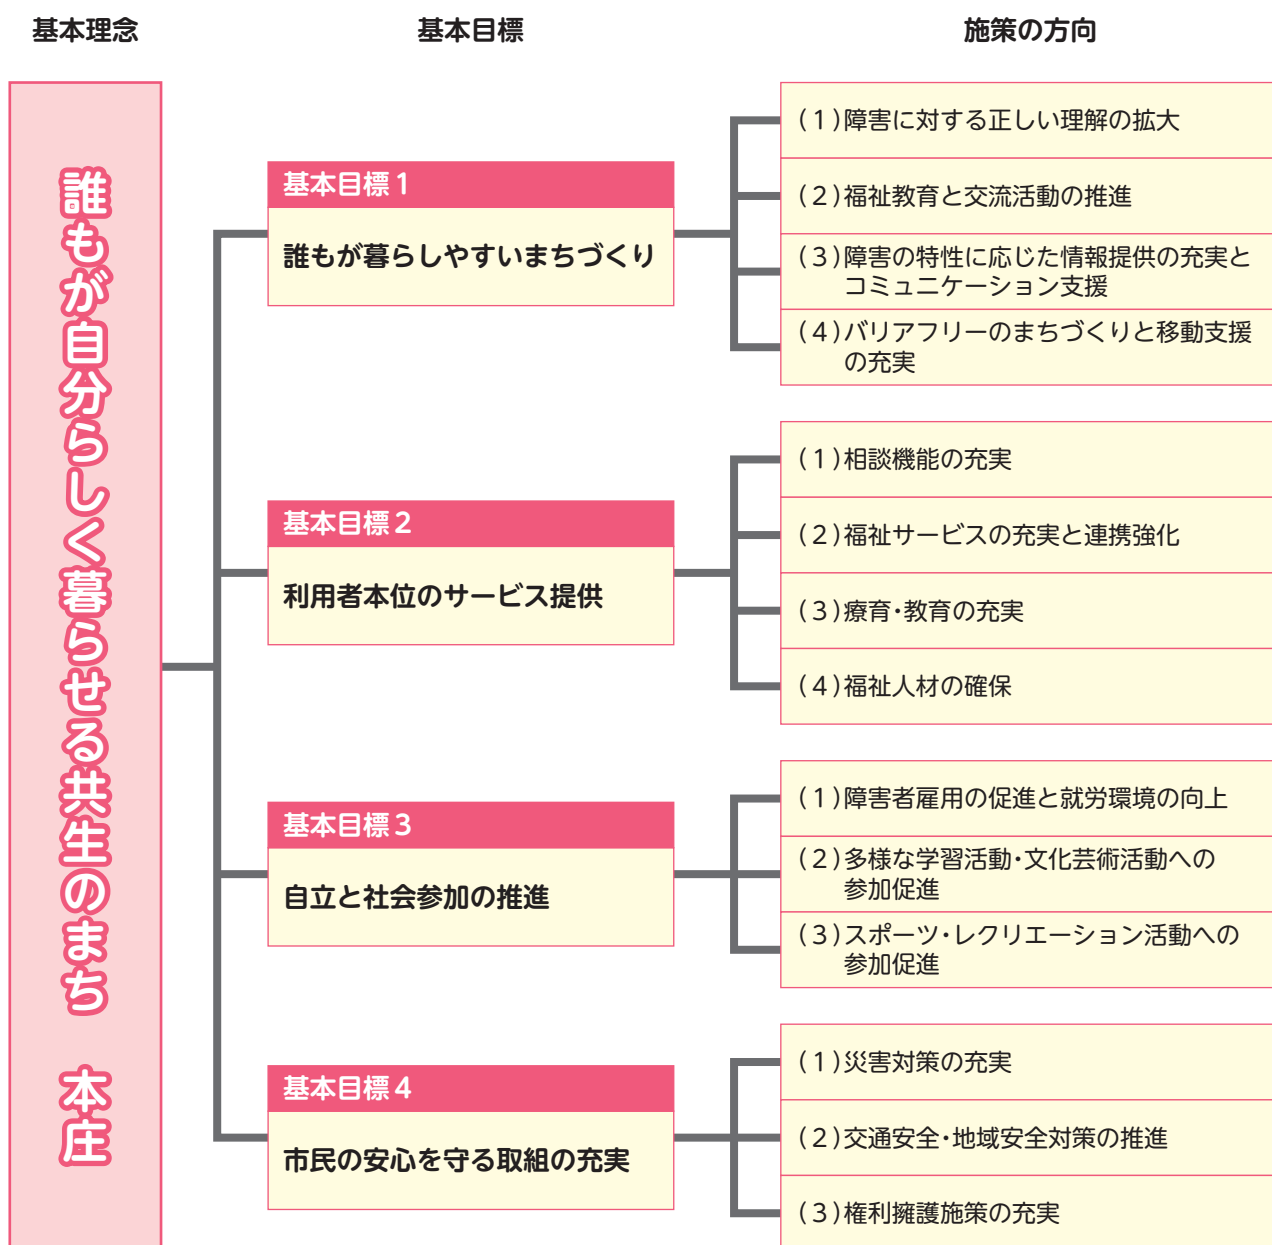 基本理念
基本目標
施策の方向
誰もが自分らしく暮らせる共生のまち　本庄
基本目標1
誰もが暮らしやすいまちづくり
(1)障害に対する正しい理解の拡大
(2)福祉教育と交流活動の推進
(3)障害の特性に応じた情報提供の充実と
コミュニケーション支援
(4)バリアフリーのまちづくりと移動支援
の充実
基本目標2
利用者本位のサービス提供
(1)相談機能の充実
(2)福祉サービスの充実と連携強化
(3)療育・教育の充実
(4)福祉人材の確保
基本目標3
自立と社会参加の推進
(1)障害者雇用の促進と就労環境の向上
(2)多様な学習活動・文化芸術活動への
参加促進
(3)スポーツ・レクリエーション活動への
参加促進
基本目標4
市民の安心を守る取組の充実
(1)災害対策の充実
(2)交通安全・地域安全対策の推進
(3)権利擁護施策の充実